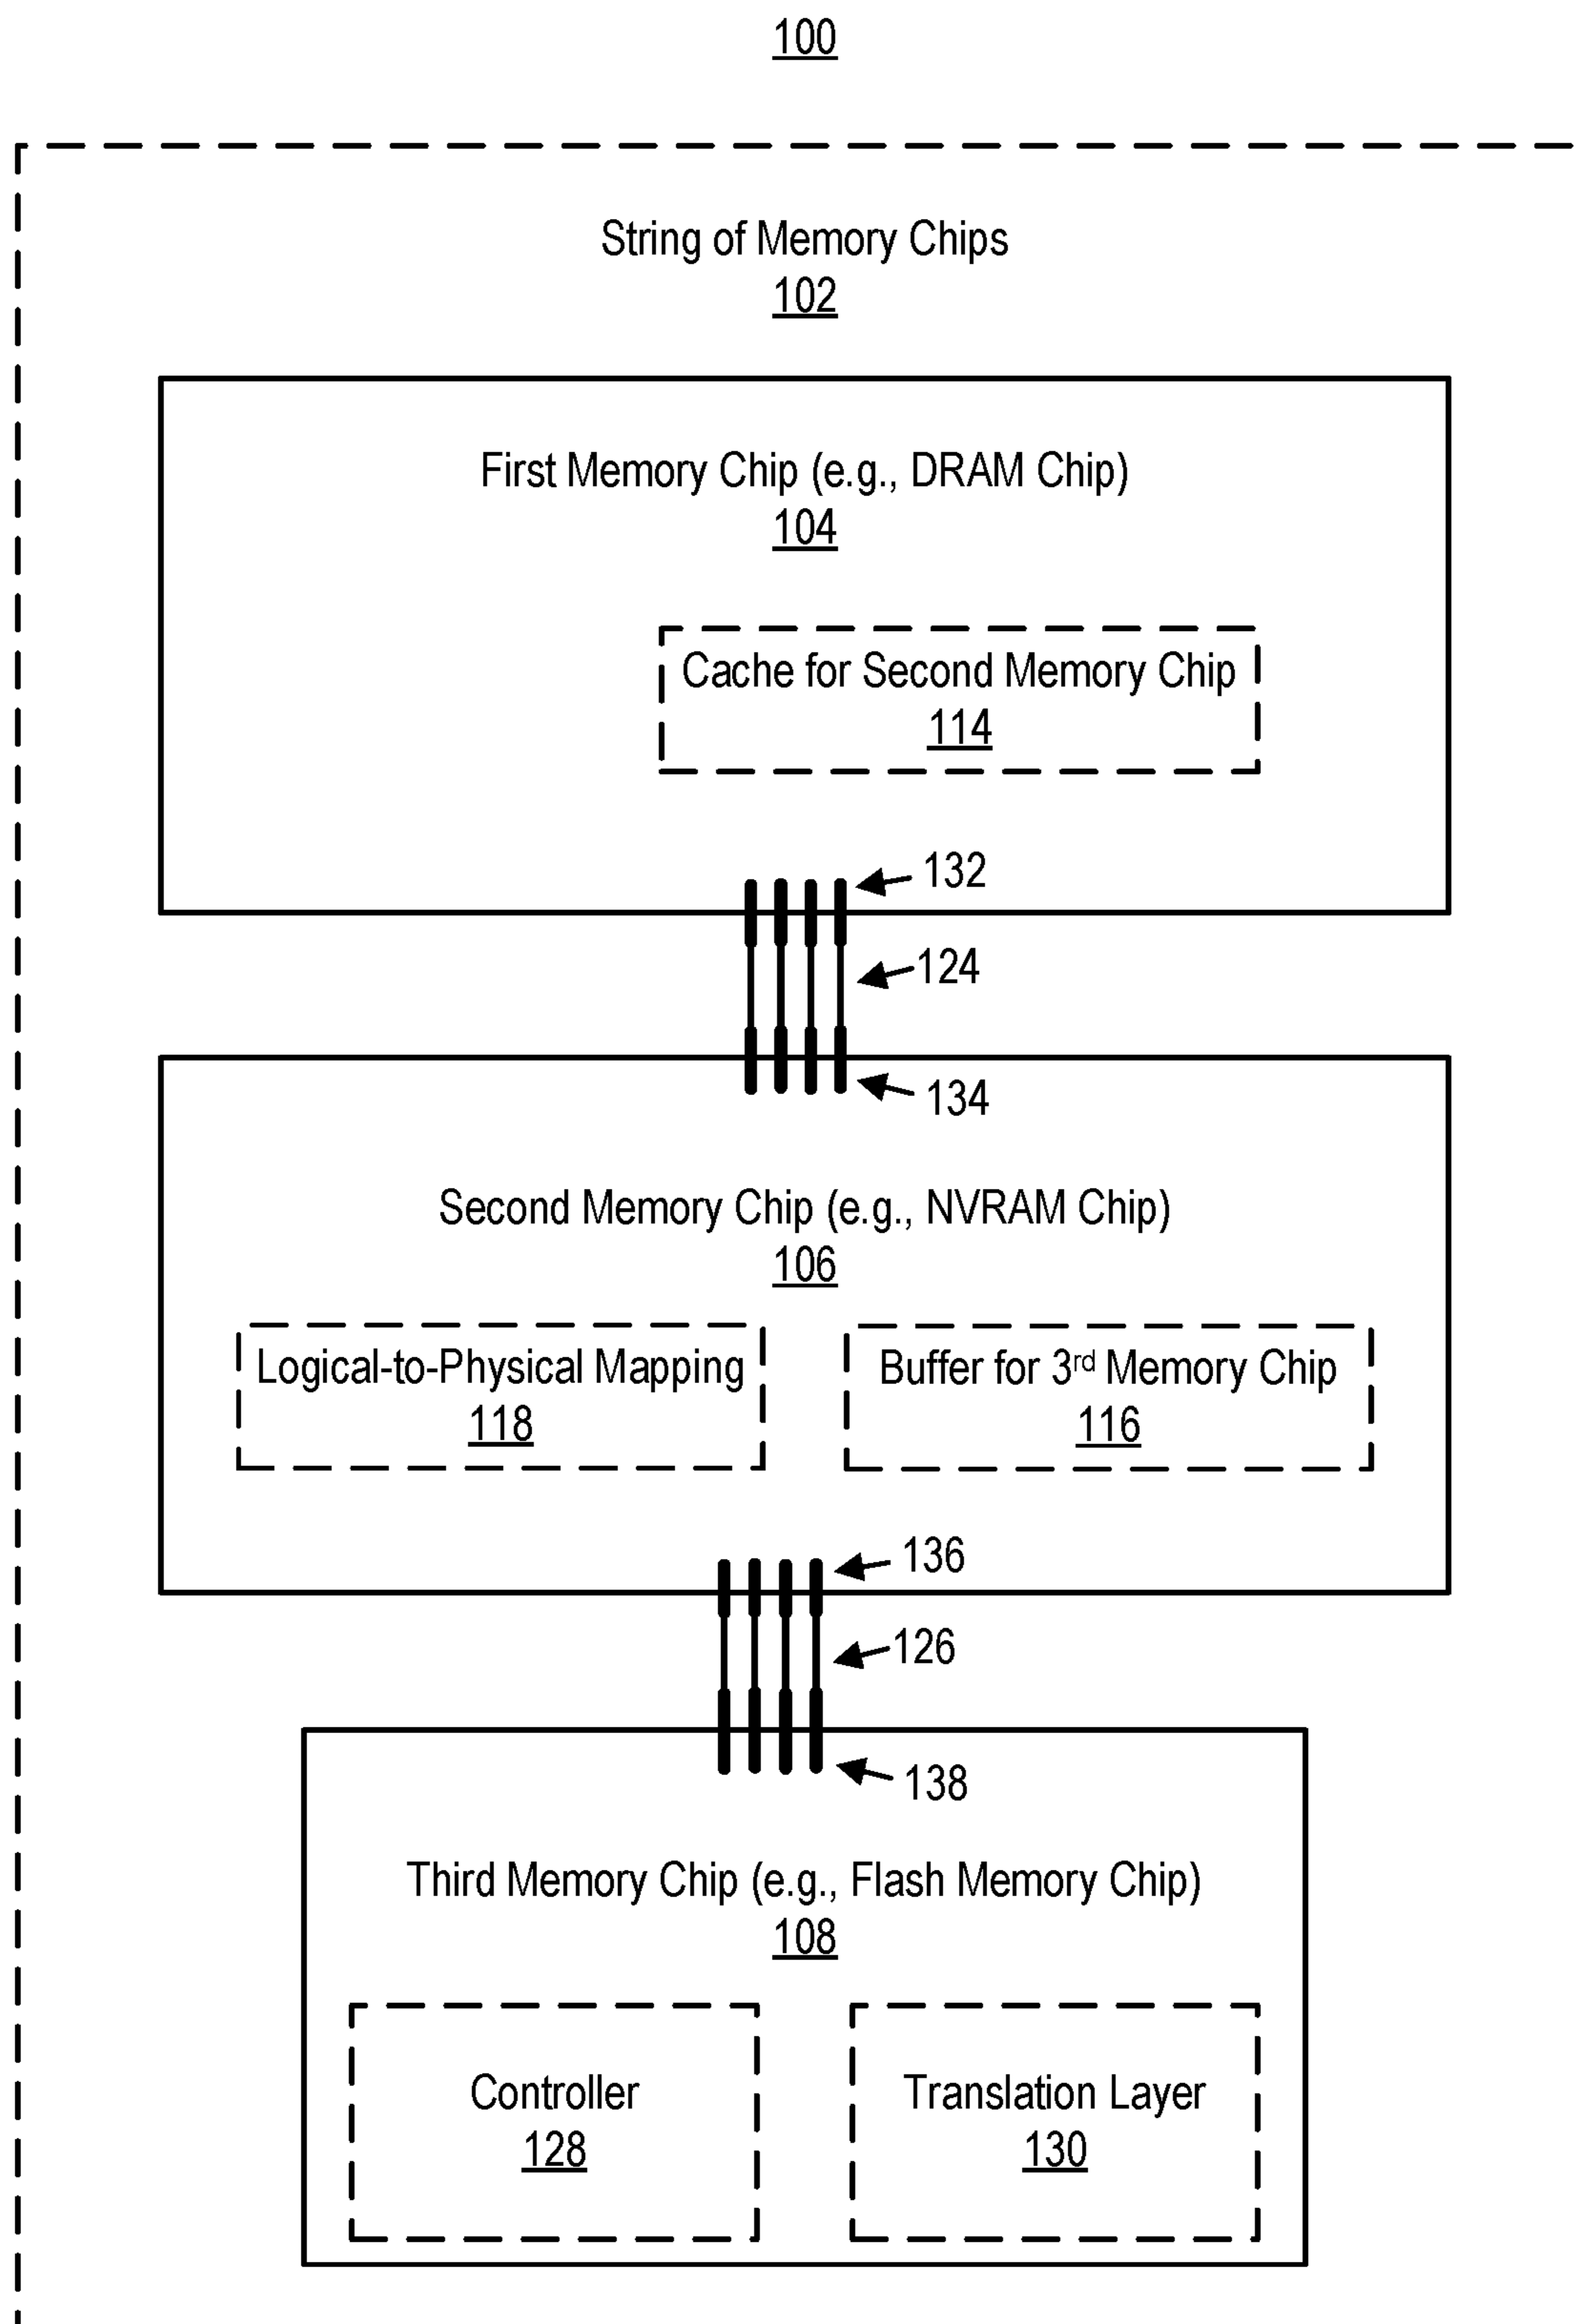 100
String of Memory Chips
102
First Memory Chip (e.g., DRAM Chip)
104
Cache for Second Memory Chip
114
132
124
134
Second Memory Chip (e.g., NVRAM Chip)
106
Logical-to-Physical Mapping
118
Buffer for 3rd Memory Chip
116
136
126
138
Third Memory Chip (e.g., Flash Memory Chip)
108
Controller
128
Translation Layer
130